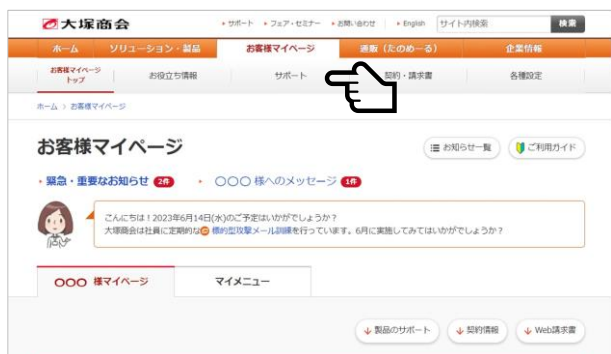 大塚商会
サポート フェア・セミナー お問い合わせ English サイト内検索 検索
ホーム ソリューション・製品 お客様マイページ 通販（たのめーる） 企業情報
お客様マイページ
トップ
お役立ち情報 サポート 契約・請求書 各種設定
ホーム > お客様マイページ
お客様マイページ お知らせ一覧 ご利用ガイド
・緊急・重要なお知らせ 2件 ・〇〇〇 様へのメッセージ 1件
こんにちは！2023年6月14日(水)のご予定はいかがでしょうか？
大塚商会は社員に定期的な 標的型攻撃メール訓練を行っています。6月に実施してみてはいかがでしょうか？
〇〇〇 様マイページ マイメニュー
製品のサポート 契約情報 Web請求書